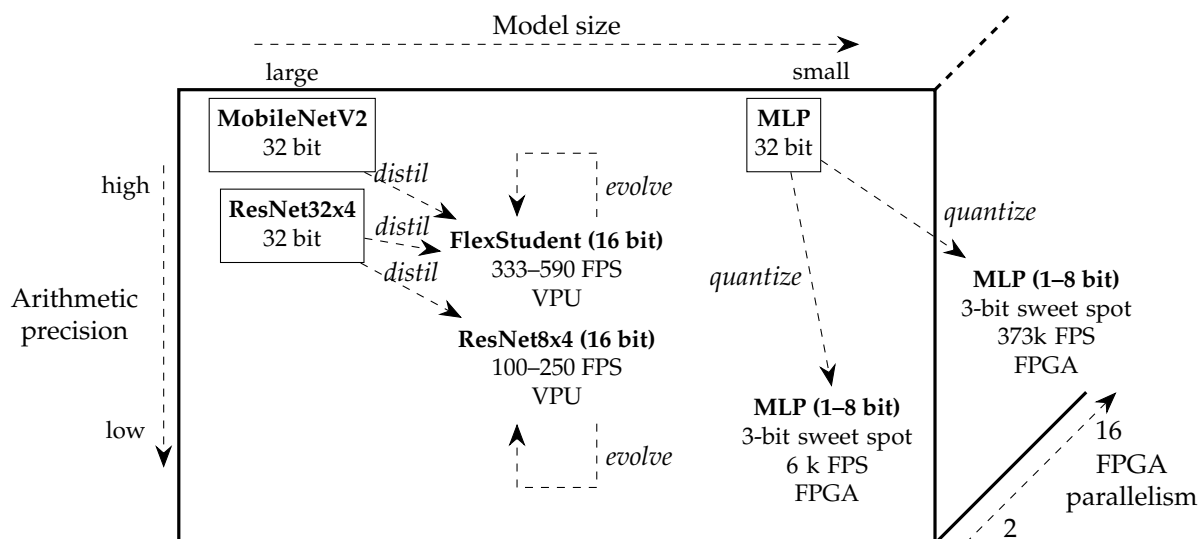 Model size
large
small
MobileNetV2
32 bit
MLP
32 bit
high
distil
evolve
ResNet32x4
32 bit
distil
quantize
FlexStudent (16 bit)
333–590 FPS
VPU
distil
quantize
MLP (1–8 bit)
3-bit sweet spot
373k FPS
FPGA
Arithmetic
precision
ResNet8x4 (16 bit)
100–250 FPS
VPU
MLP (1–8 bit)
3-bit sweet spot
6 k FPS
FPGA
low
evolve
16
FPGA
parallelism
2